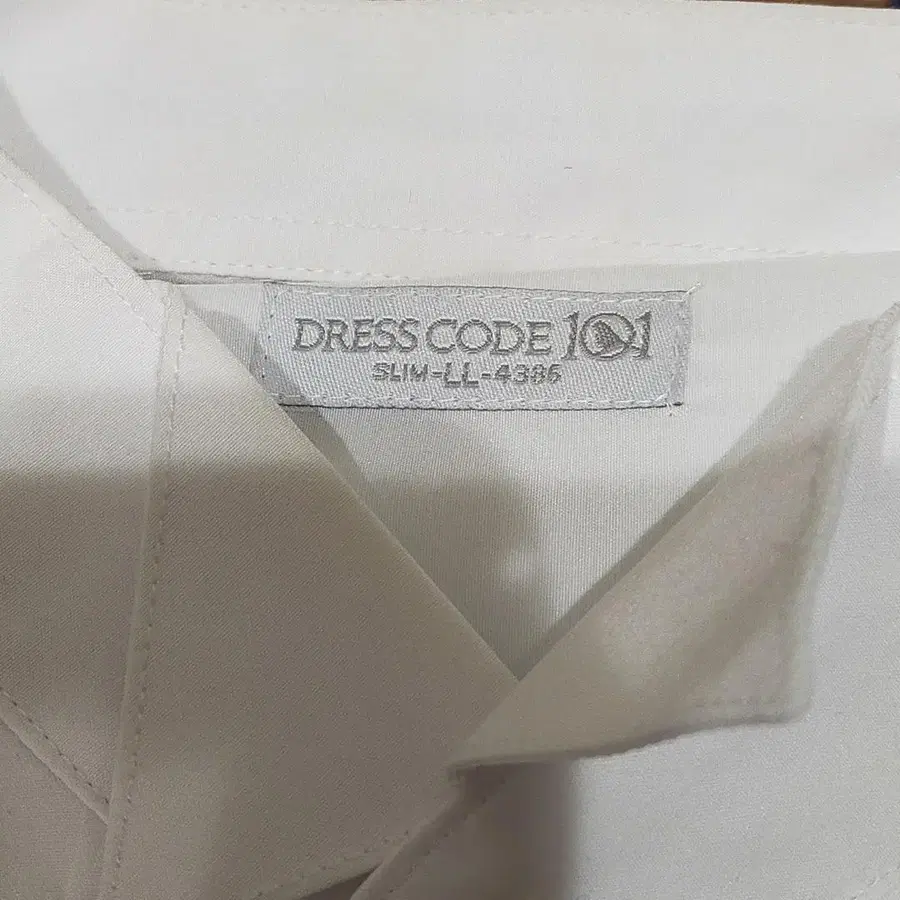 DRESS CODE 101
SLIM-LL-4386